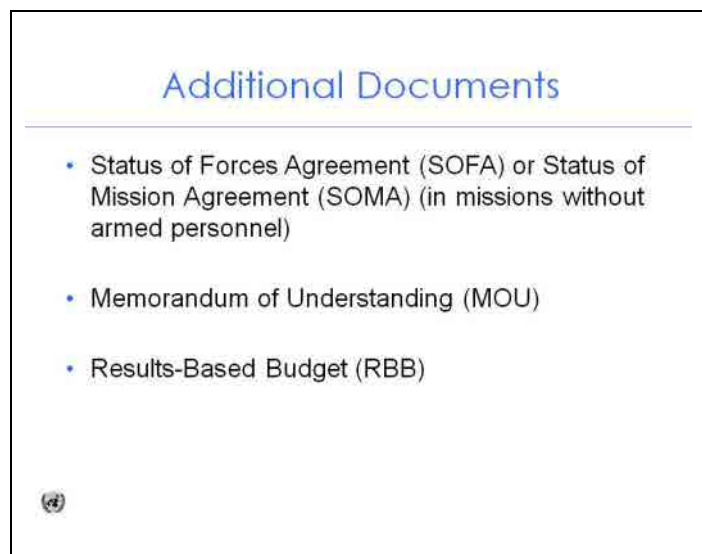 Additional Documents
• Status of Forces Agreement (SOFA) or Status of
Mission Agreement (SOMA) (in missions without
armed personnel)
• Memorandum of Understanding (MOU)
• Results-Based Budget (RBB)